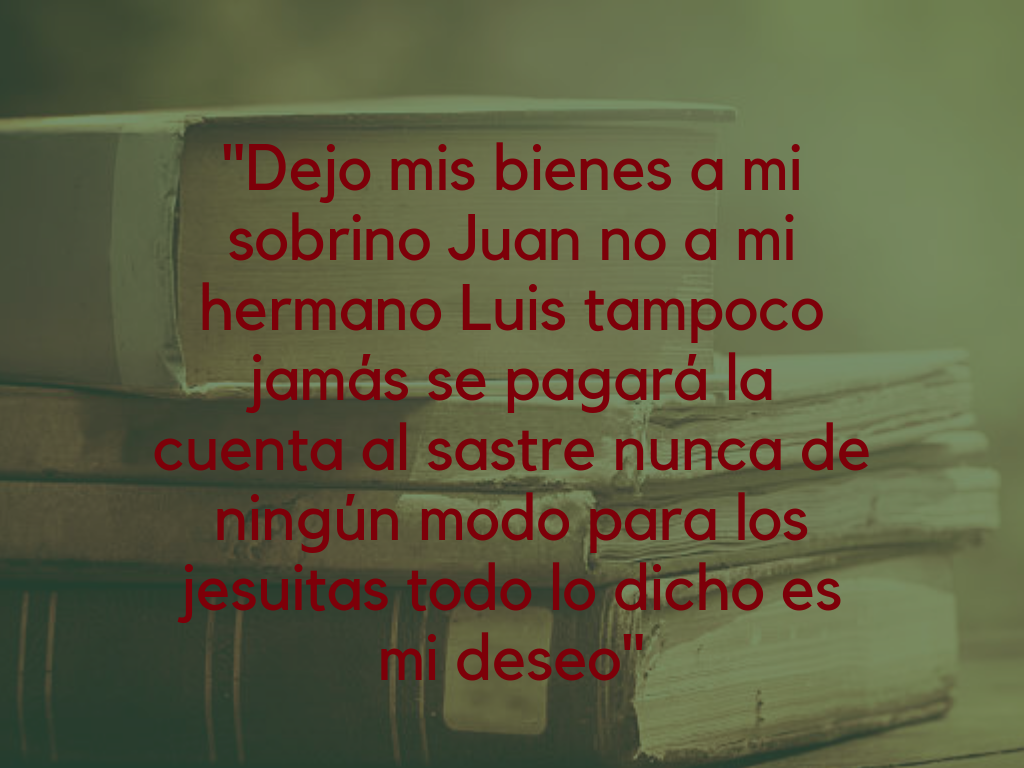 "Dejo mis bienes a mi
sobrino Juan no a mi
hermano Luis tampoco
jamás se pagará la
cuenta al sastre nunca de
ningún modo para los
jesuitas todo lo dicho es
mi deseo"